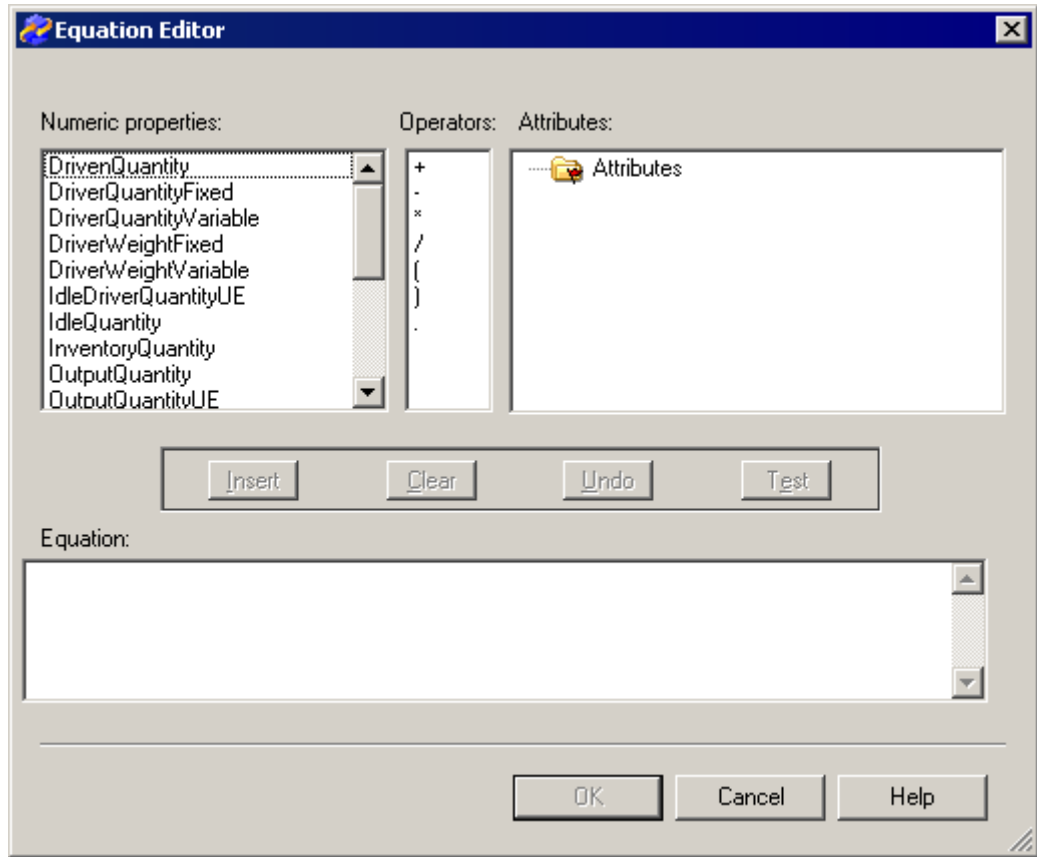 Equation Editor
Numeric properties: Operators: Attributes:
DrivenQuantity
DriverQuantityFixed
DriverQuantityVariable
DriverWeightFixed
DriverWeightVariable
IdleDriverQuantityUE
IdleQuantity
InventoryQuantity
OutputQuantity
OutputQuantityUE
+
-
*
/
(
)
.
Attributes
Insert Clear Undo Test
Equation:
OK Cancel Help